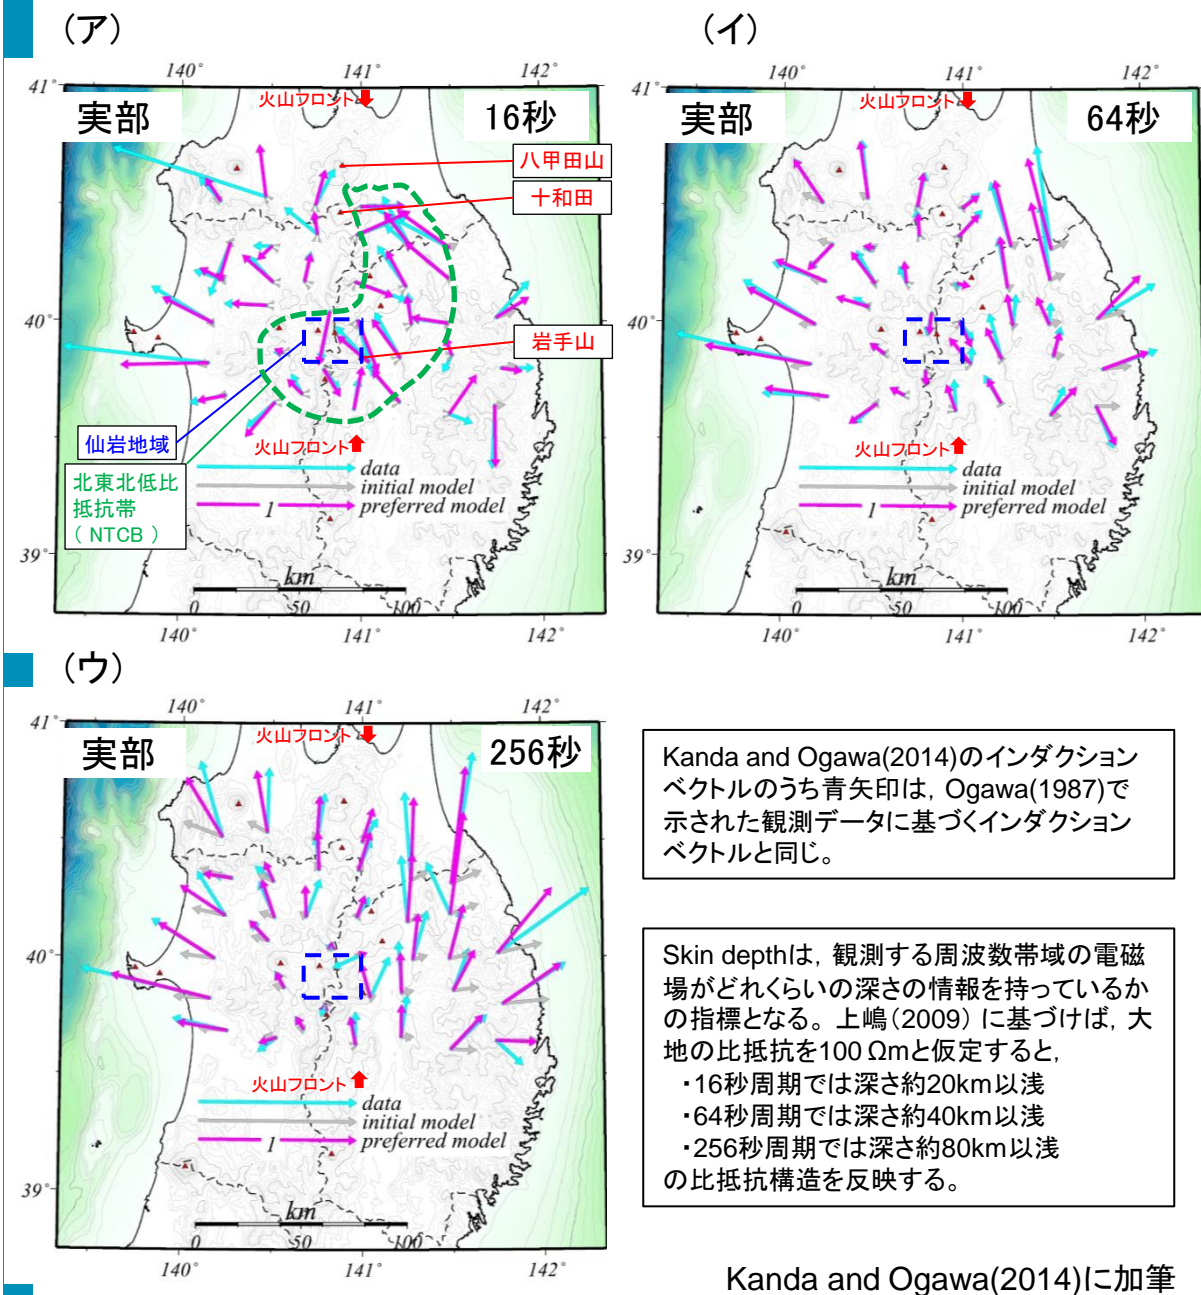 （ア）
140°
141°
142°
41°
実部
火山フロント
16秒
八甲田山
十和田
40°
岩手山
仙岩地域
火山フロント
北東北低比
抵抗帯
（ NTCB ）
data
initial model
1
preferred model
39°
km
0
50
100
140°
141°
142°
（イ）
140°
141°
142°
41°
実部
火山フロント
64秒
40°
火山フロント
data
initial model
1
preferred model
39°
km
0
50
100
140°
141°
142°
（ウ）
140°
141°
142°
41°
実部
火山フロント
256秒
40°
火山フロント
data
initial model
1
preferred model
39°
km
0
50
100
140°
141°
142°
Kanda and Ogawa(2014)のインダクション
ベクトルのうち青矢印は，Ogawa(1987)で
示された観測データに基づくインダクション
ベクトルと同じ。
Skin depthは，観測する周波数帯域の電磁
場がどれくらいの深さの情報を持っているか
の指標となる。上嶋（2009）に基づけば，大
地の比抵抗を100 Ωmと仮定すると，
・16秒周期では深さ約20km以浅
・64秒周期では深さ約40km以浅
・256秒周期では深さ約80km以浅
の比抵抗構造を反映する。
Kanda and Ogawa(2014)に加筆